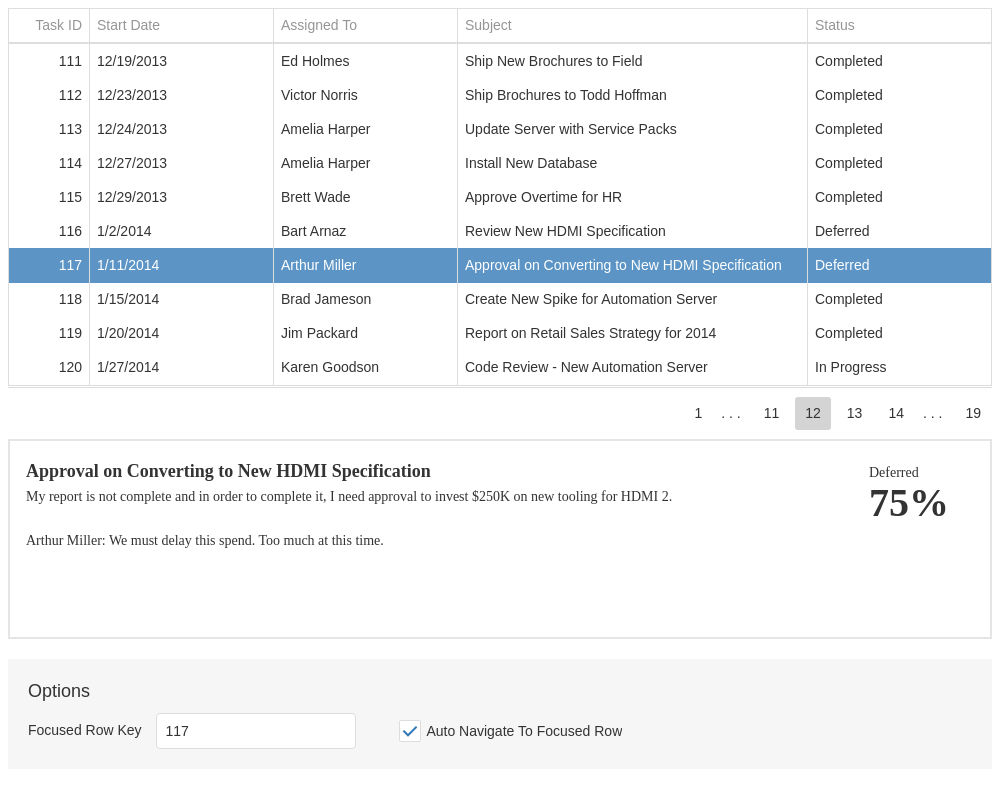 Task ID Start Date Assigned To Subject Status
111 12/19/2013 Ed Holmes Ship New Brochures to Field Completed
112 12/23/2013 Victor Norris Ship Brochures to Todd Hoffman Completed
113 12/24/2013 Amelia Harper Update Server with Service Packs Completed
114 12/27/2013 Amelia Harper Install New Database Completed
115 12/29/2013 Brett Wade Approve Overtime for HR Completed
116 1/2/2014 Bart Arnaz Review New HDMI Specification Deferred
117 1/11/2014 Arthur Miller Approval on Converting to New HDMI Specification Deferred
118 1/15/2014 Brad Jameson Create New Spike for Automation Server Completed
119 1/20/2014 Jim Packard Report on Retail Sales Strategy for 2014 Completed
120 1/27/2014 Karen Goodson Code Review - New Automation Server In Progress
1 . . . 11 12 13 14 . . . 19
Approval on Converting to New HDMI Specification Deferred
My report is not complete and in order to complete it, I need approval to invest $250K on new tooling for HDMI 2. 75%
Arthur Miller: We must delay this spend. Too much at this time.
Options
Focused Row Key 117 Auto Navigate To Focused Row